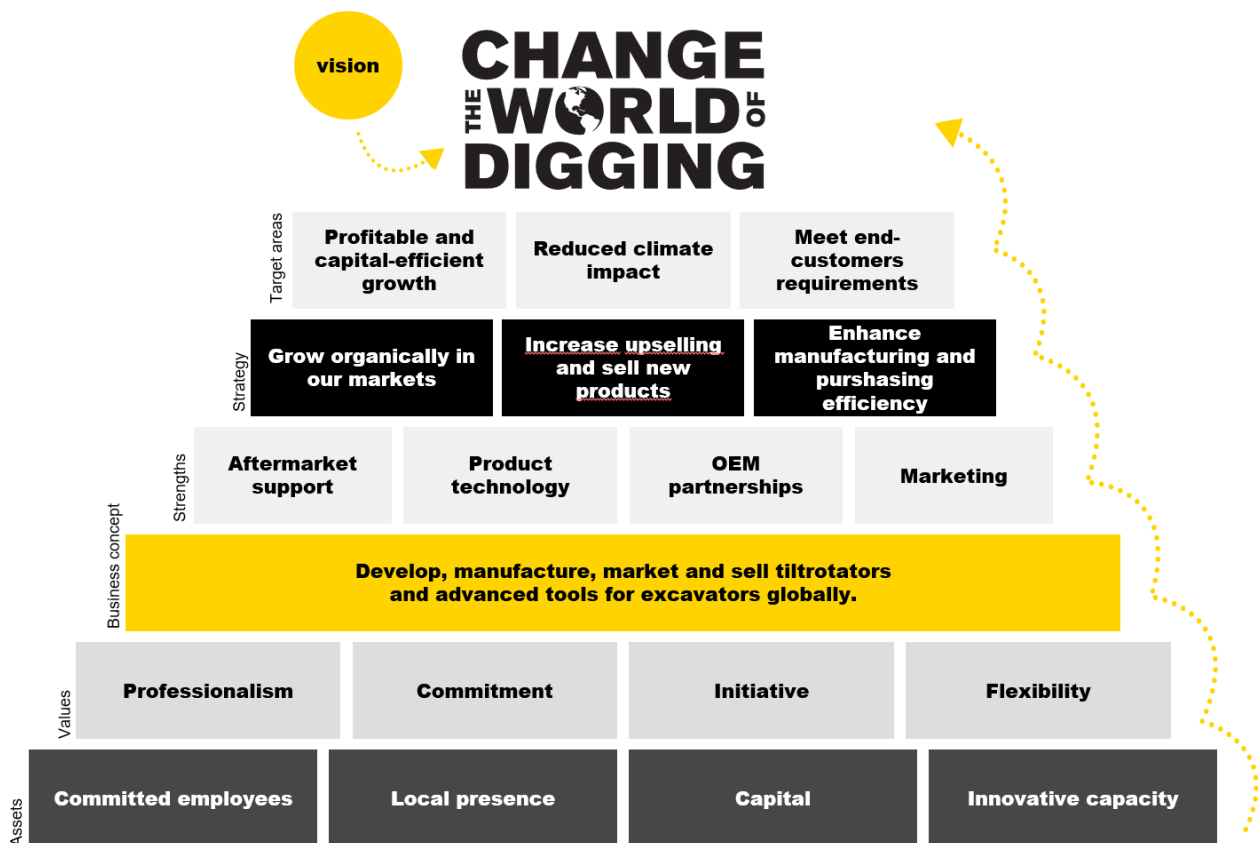 vision
CHANGE
THE WORLD OF
DIGGING
Target areas
Profitable and
capital-efficient
growth
Reduced climate
impact
Meet end-
customers
requirements
Strategy
Grow organically in
our markets
Increase upselling
and sell new
products
Enhance
manufacturing and
purshasing
efficiency
Strengths
Aftermarket
support
Product
technology
OEM
partnerships
Marketing
Business concept
Develop, manufacture, market and sell tiltrotators
and advanced tools for excavators globally.
Values
Professionalism
Commitment
Initiative
Flexibility
Assets
Committed employees
Local presence
Capital
Innovative capacity